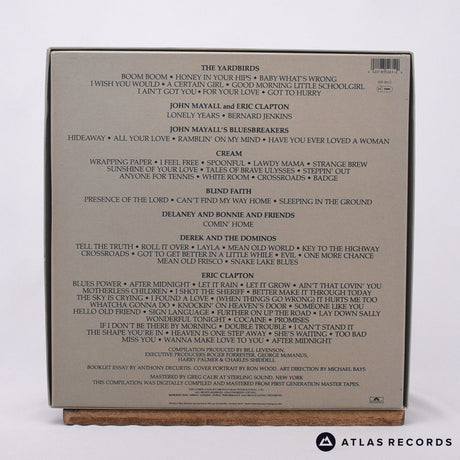 THE YARDBIRDS
BOOM BOOM • HONEY IN YOUR HIPS • BABY WHAT'S WRONG
I WISH YOU WOULD • A CERTAIN GIRL • GOOD MORNING LITTLE SCHOOLGIRL
I AIN'T GOT YOU • FOR YOUR LOVE • GOT TO HURRY
JOHN MAYALL and ERIC CLAPTON
LONELY YEARS • BERNARD JENKINS
JOHN MAYALL'S BLUESBREAKERS
HIDEAWAY • ALL YOUR LOVE • RAMBLIN' ON MY MIND • HAVE YOU EVER LOVED A WOMAN
CREAM
WRAPPING PAPER • I FEEL FREE • SPOONFUL • LAWDY MAMA • STRANGE BREW
SUNSHINE OF YOUR LOVE • TALES OF BRAVE ULYSSES • STEPPIN' OUT
ANYONE FOR TENNIS • WHITE ROOM • CROSSROADS • BADGE
BLIND FAITH
PRESENCE OF THE LORD • CAN'T FIND MY WAY HOME • SLEEPING IN THE GROUND
DELANEY AND BONNIE AND FRIENDS
COMIN' HOME
DEREK AND THE DOMINOS
TELL THE TRUTH • ROLL IT OVER • LAYLA • MEAN OLD WORLD • KEY TO THE HIGHWAY
CROSSROADS • GOT TO GET BETTER IN A LITTLE WHILE • EVIL • ONE MORE CHANCE
MEAN OLD FRISCO • SNAKE LAKE BLUES
ERIC CLAPTON
BLUES POWER • AFTER MIDNIGHT • LET IT RAIN • LET IT GROW • AIN'T THAT LOVIN' YOU
MOTHERLESS CHILDREN • I SHOT THE SHERIFF • BETTER MAKE IT THROUGH TODAY
THE SKY IS CRYING • I FOUND A LOVE • (WHEN THINGS GO WRONG) IT HURTS ME TOO
WHATCHA GONNA DO • KNOCKIN' ON HEAVEN'S DOOR • SOMEONE LIKE YOU
HELLO OLD FRIEND • SIGN LANGUAGE • FURTHER ON UP THE ROAD • LAY DOWN SALLY
WONDERFUL TONIGHT • COCAINE • PROMISES
IF I DON'T BE THERE BY MORNING • DOUBLE TROUBLE • I CAN'T STAND IT
THE SHAPE YOU'RE IN • HEAVEN IS ONE STEP AWAY • SHE'S WAITING • TOO BAD
MISS YOU • WANNA MAKE LOVE TO YOU • AFTER MIDNIGHT
COMPILATION PRODUCED BY BILL LEVENSON.
EXECUTIVE PRODUCERS ROGER FORRESTER, GEORGE McMANUS,
HARRY PALMER & CHARLES SHIDDELL
BOOKLET ESSAY BY ANTHONY DECURTIS. COVER PORTRAIT BY RON WOOD. ART DIRECTION BY MICHAEL BAYS
MASTERED BY GREG CALBI AT STERLING SOUND, NEW YORK
THIS COMPILATION WAS DIGITALLY COMPILED AND MASTERED FROM FIRST GENERATION MASTER TAPES.
ATLAS RECORDS